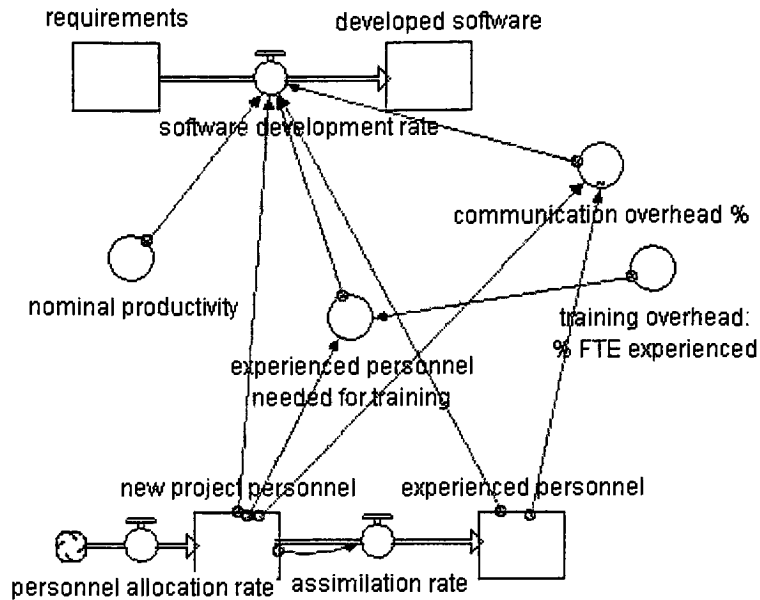 requirements
developed software
software development rate
communication overhead %
nominal productivity
training overhead:
% FTE experienced
experienced personnel
needed for training
new project personnel
experienced personnel
personnel allocation rate
assimilation rate